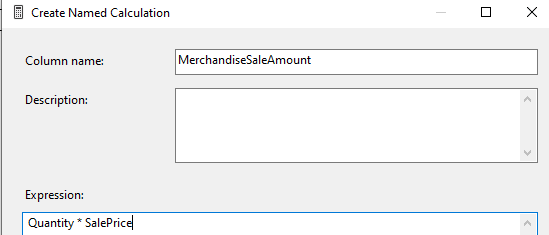 Create Named Calculation
Column name:
MerchandiseSaleAmount
Description:
Expression:
Quantity * SalePrice